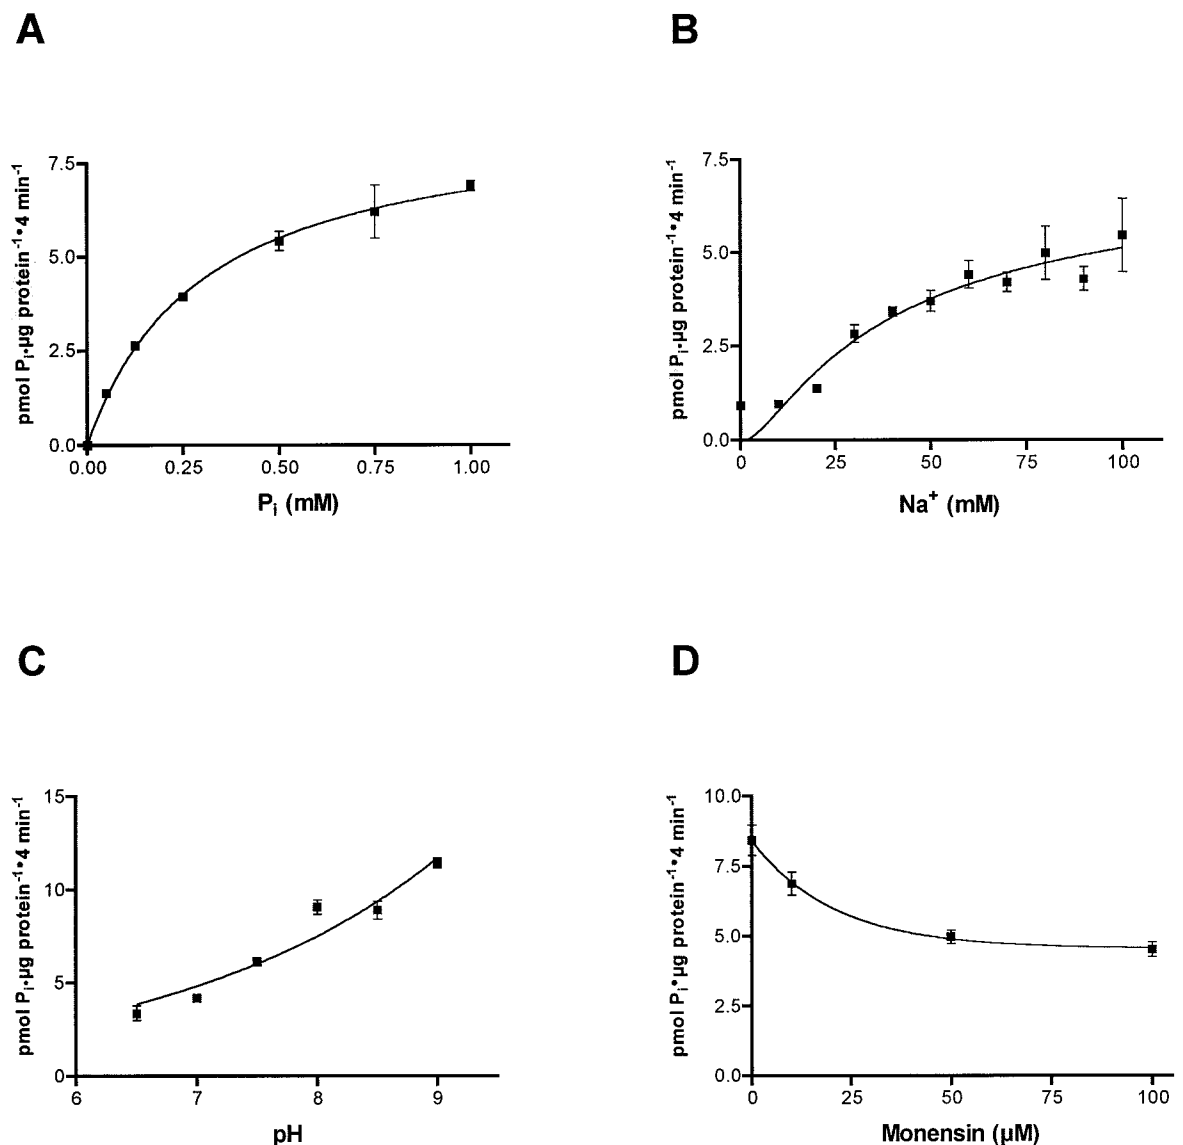 A
pmol Pi•µg protein-1•4 min-1
7.5
5.0
2.5
0.0
0.00 0.25 0.50 0.75 1.00
Pi (mM)
B
pmol Pi•µg protein-1•4 min-1
7.5
5.0
2.5
0.0
0 25 50 75 100
Na+ (mM)
C
pmol Pi•µg protein-1•4 min-1
15
10
5
0
6 7 8 9
pH
D
pmol Pi•µg protein-1•4 min-1
10.0
7.5
5.0
2.5
0.0
0 25 50 75 100
Monensin (µM)